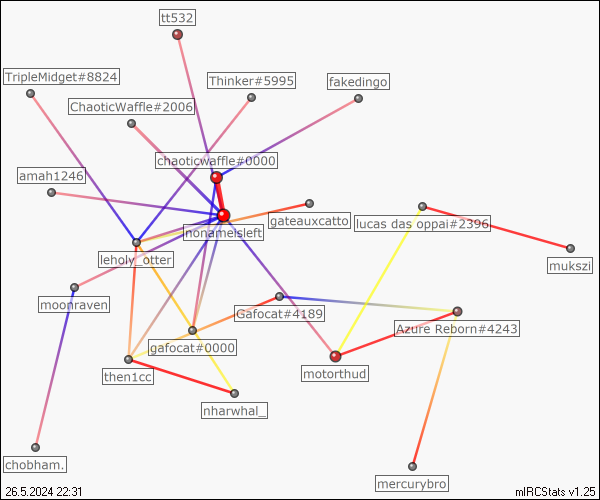 tt532
TripleMidget#8824
Thinker#5995
fakedingo
ChaoticWaffle#2006
chaoticwaffle#0000
amah1246
gateauxcatto
lucas das oppai#2396
nonameisleft
leholy_otter
mukszi
moonraven
Gafocat#4189
Azure Reborn#4243
gafocat#0000
then1cc
motorthud
nharwhal_
chobham.
mercurybro
26.5.2024 22:31
mIRCStats v1.25